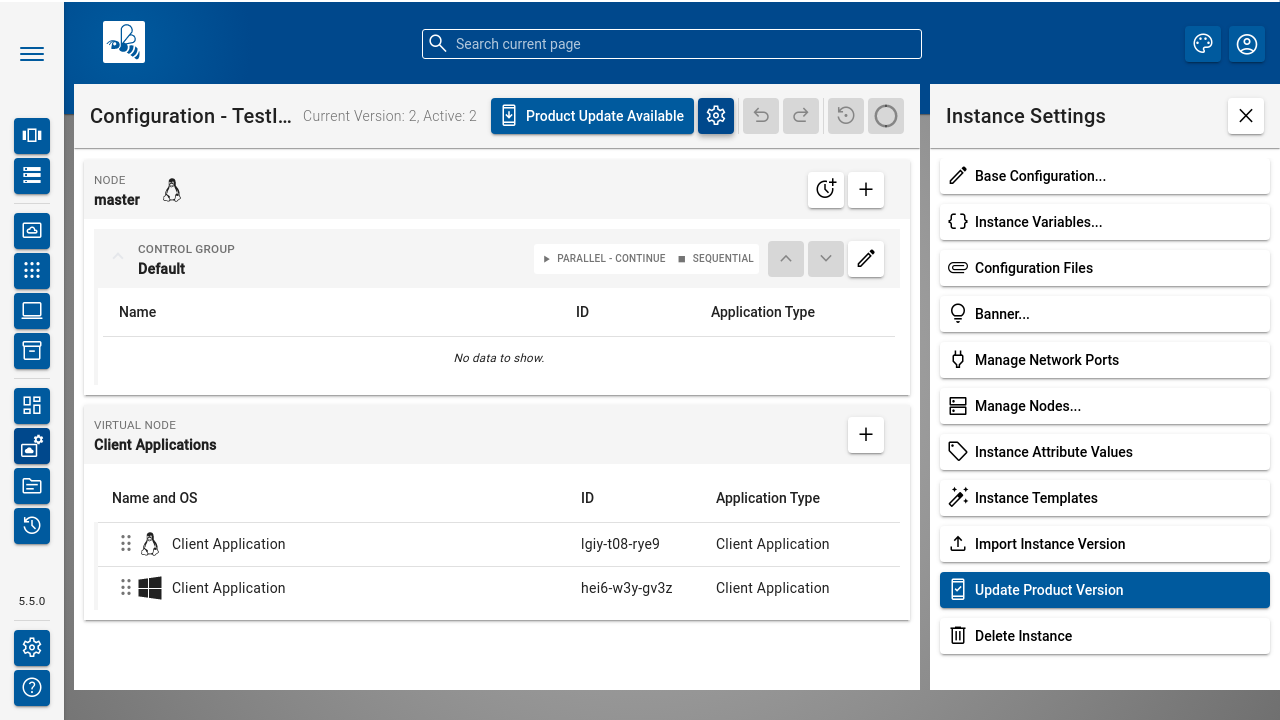 Search current page
Configuration - TestI...
Current Version: 2, Active: 2
Product Update Available
Instance Settings
NODE
master
CONTROL GROUP
Default
PARALLEL - CONTINUE
SEQUENTIAL
Name
ID
Application Type
No data to show.
VIRTUAL NODE
Client Applications
Name and OS
ID
Application Type
Client Application
lgiy-t08-rye9
Client Application
Client Application
hei6-w3y-gv3z
Client Application
Base Configuration...
Instance Variables...
Configuration Files
Banner...
Manage Network Ports
Manage Nodes...
Instance Attribute Values
Instance Templates
Import Instance Version
Update Product Version
Delete Instance
5.5.0